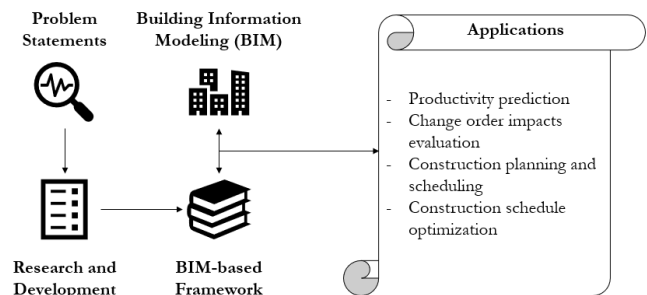 Problem
Statements
Building Information
Modeling (BIM)
Applications
- Productivity prediction
- Change order impacts
evaluation
- Construction planning and
scheduling
- Construction schedule
optimization
Research and
Development
BIM-based
Framework